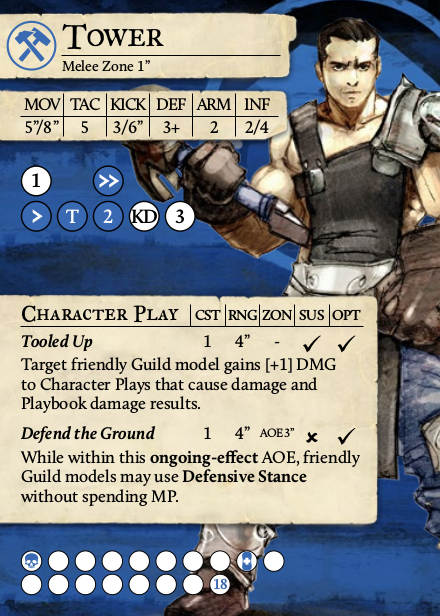 TOWER
Melee Zone 1”
MOV TAC KICK DEF ARM INF
5”/8” 5 3/6” 3+ 2 2/4
1 >>
> T 2 KD 3
CHARACTER PLAY CST RNG ZON SUS OPT
Tooled Up 1 4” - ✓ ✓
Target friendly Guild model gains [+1] DMG
to Character Plays that cause damage and
Playbook damage results.
Defend the Ground 1 4” AOE3” ✘ ✓
While within this ongoing-effect AOE, friendly
Guild models may use Defensive Stance
without spending MP.
18